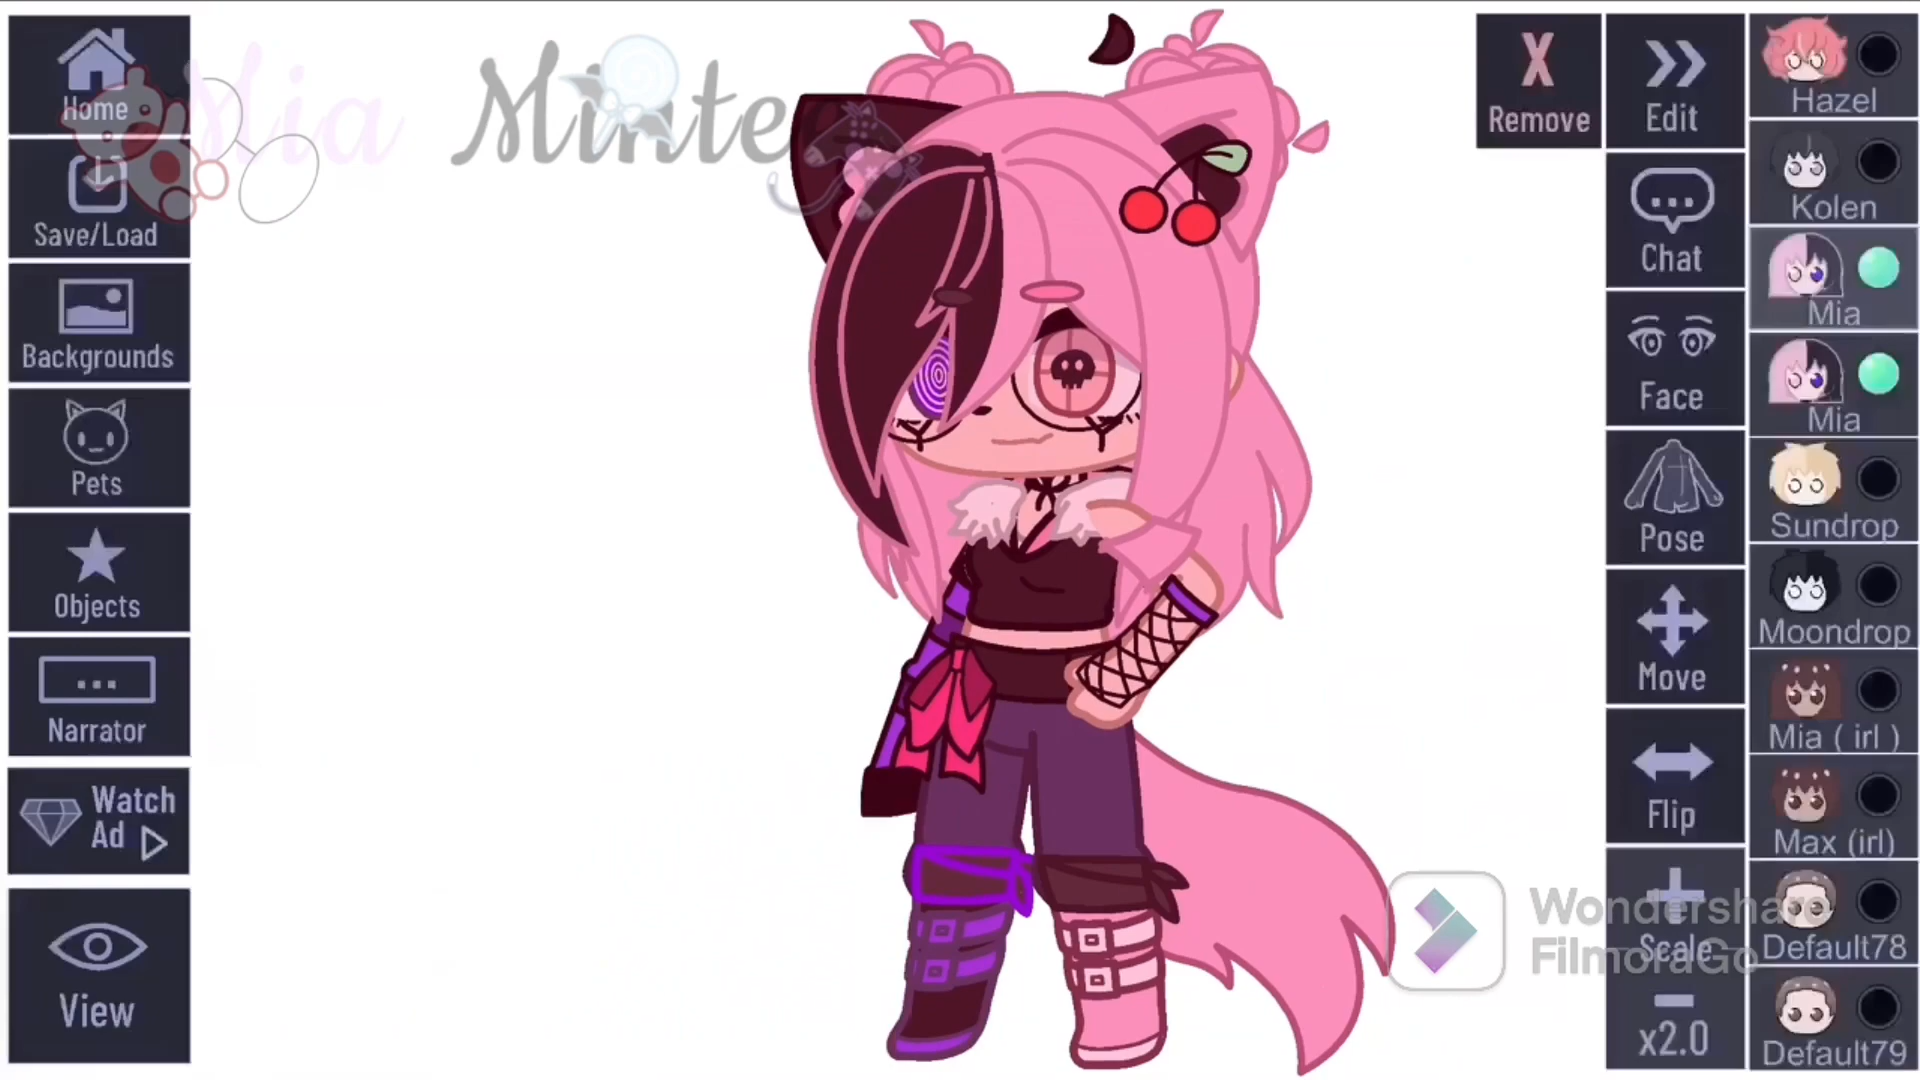 Home
Save/Load
Backgrounds
Pets
Objects
Narrator
Watch
Ad
View
Mia Minte
X
Remove
Edit
Chat
Face
Pose
Move
Flip
Scale
x2.0
Hazel
Kolen
Mia
Mia
Sundrop
Moondrop
Mia ( irl )
Max (irl)
Default78
Default79
Wondershare
FilmoraGo